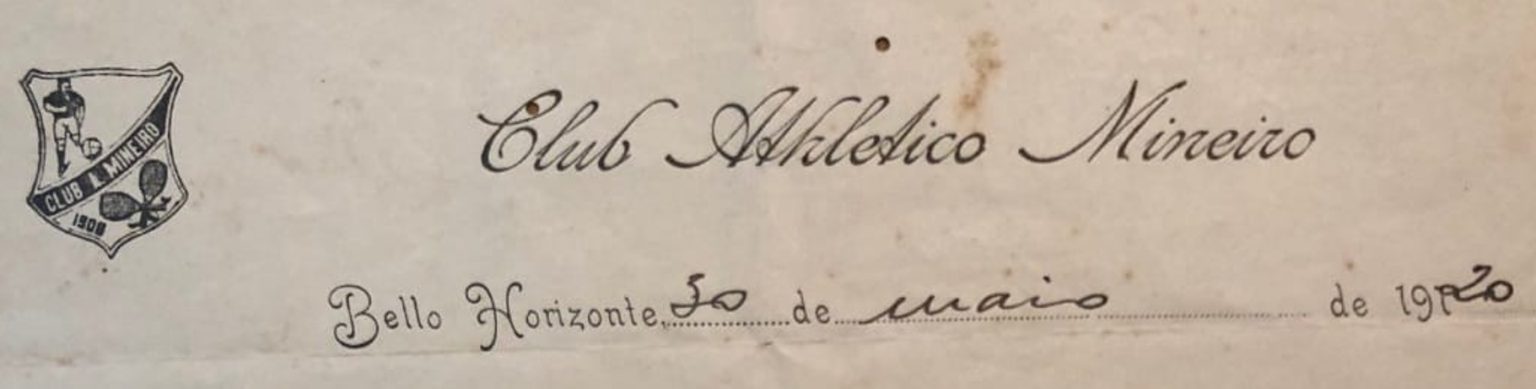 CLUB A. MINEIRO
1908
Club Athletico Mineiro
Bello Horizonte, 30 de maio de 1920